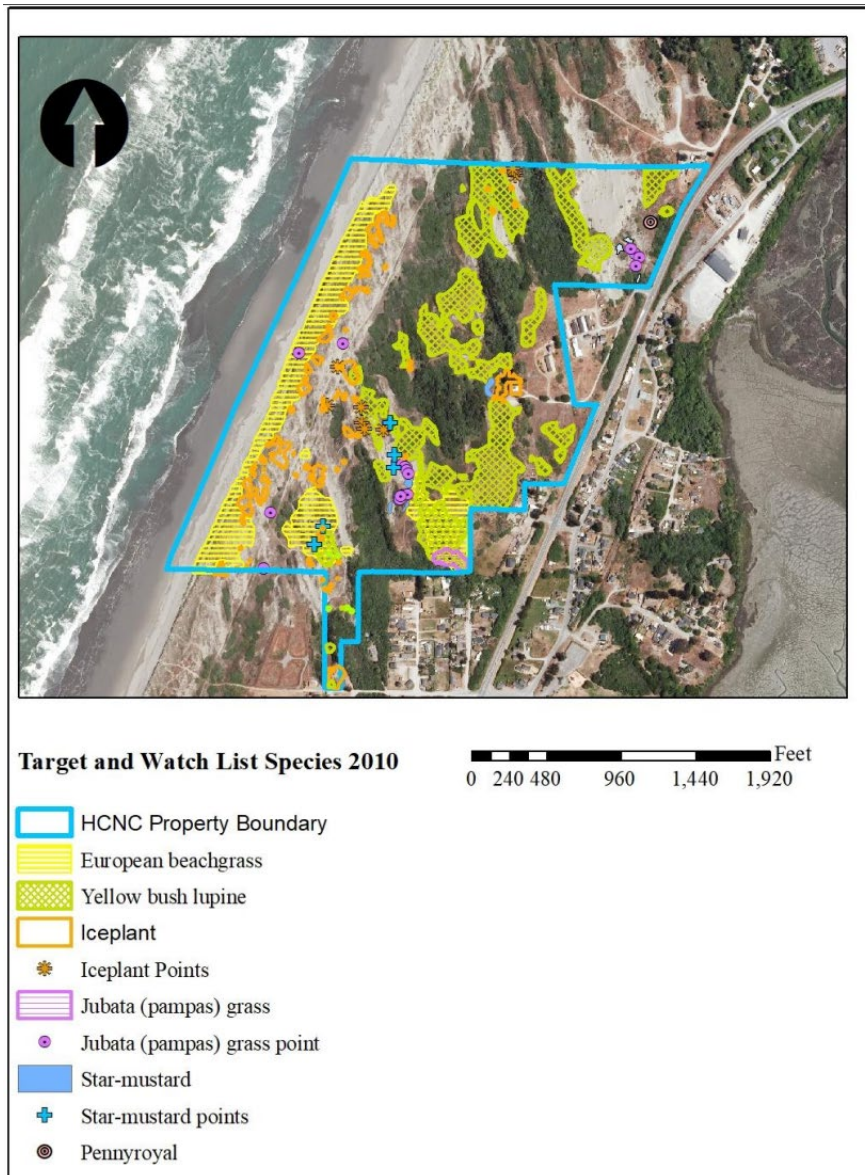 Target and Watch List Species 2010
Feet
0 240 480 960 1,440 1,920
HCNC Property Boundary
European beachgrass
Yellow bush lupine
Iceplant
Iceplant Points
Jubata (pampas) grass
Jubata (pampas) grass point
Star-mustard
Star-mustard points
Pennyroyal